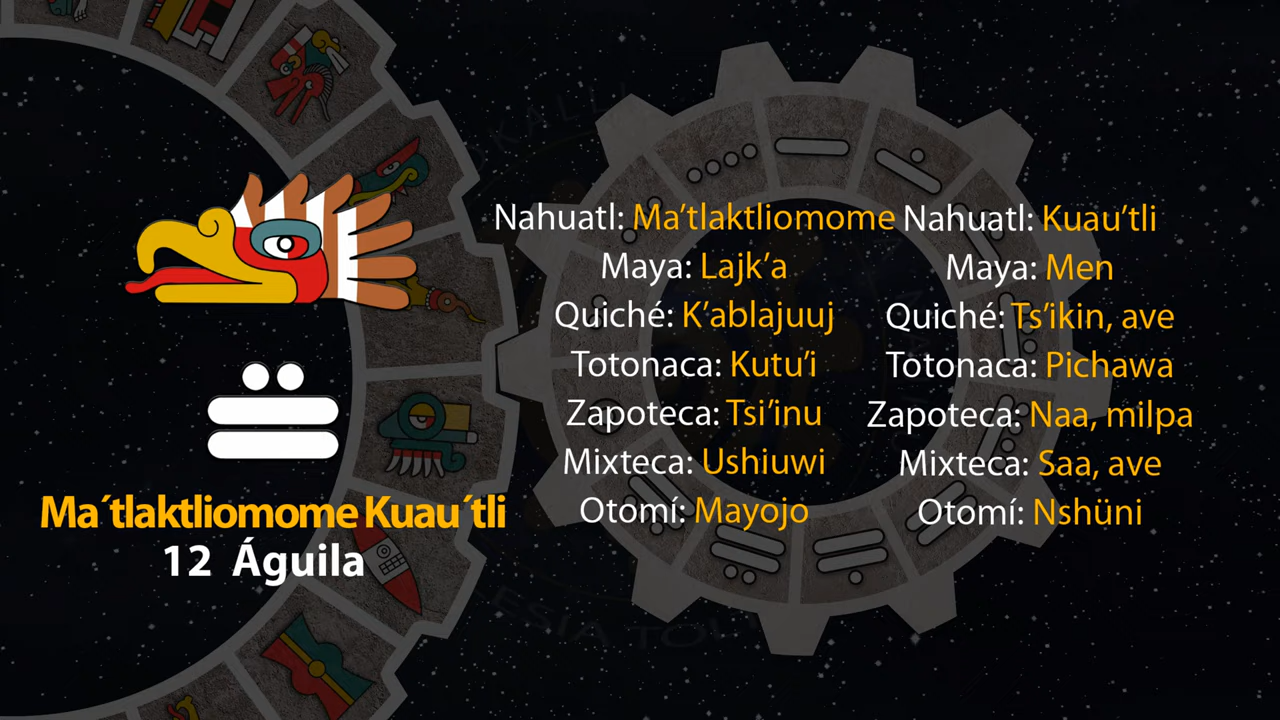 Nahuatl: Ma’tlaktliomome
Maya: Lajk’a
Quiché: K’ablajuuj
Totonaca: Kutu’i
Zapoteca: Tsi’inu
Mixteca: Ushiuwi
Otomí: Mayojo
Nahuatl: Kuau’tli
Maya: Men
Quiché: Ts’ikin, ave
Totonaca: Pichawa
Zapoteca: Naa, milpa
Mixteca: Saa, ave
Otomí: Nshüni
Ma´tlaktliomome Kuau´tli
12 Águila